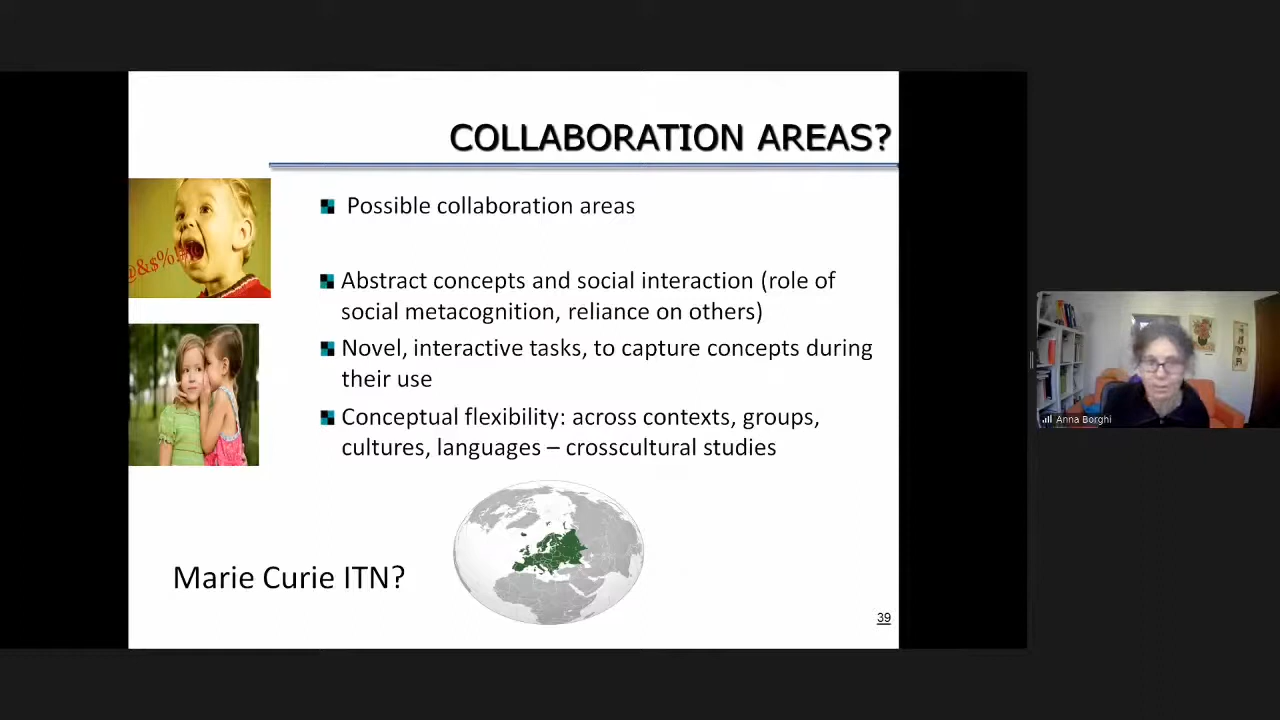 COLLABORATION AREAS?
Possible collaboration areas
@&$%!#
Abstract concepts and social interaction (role of
social metacognition, reliance on others)
Novel, interactive tasks, to capture concepts during
their use
Conceptual flexibility: across contexts, groups,
cultures, languages – crosscultural studies
Marie Curie ITN?
39
Anna Borghi